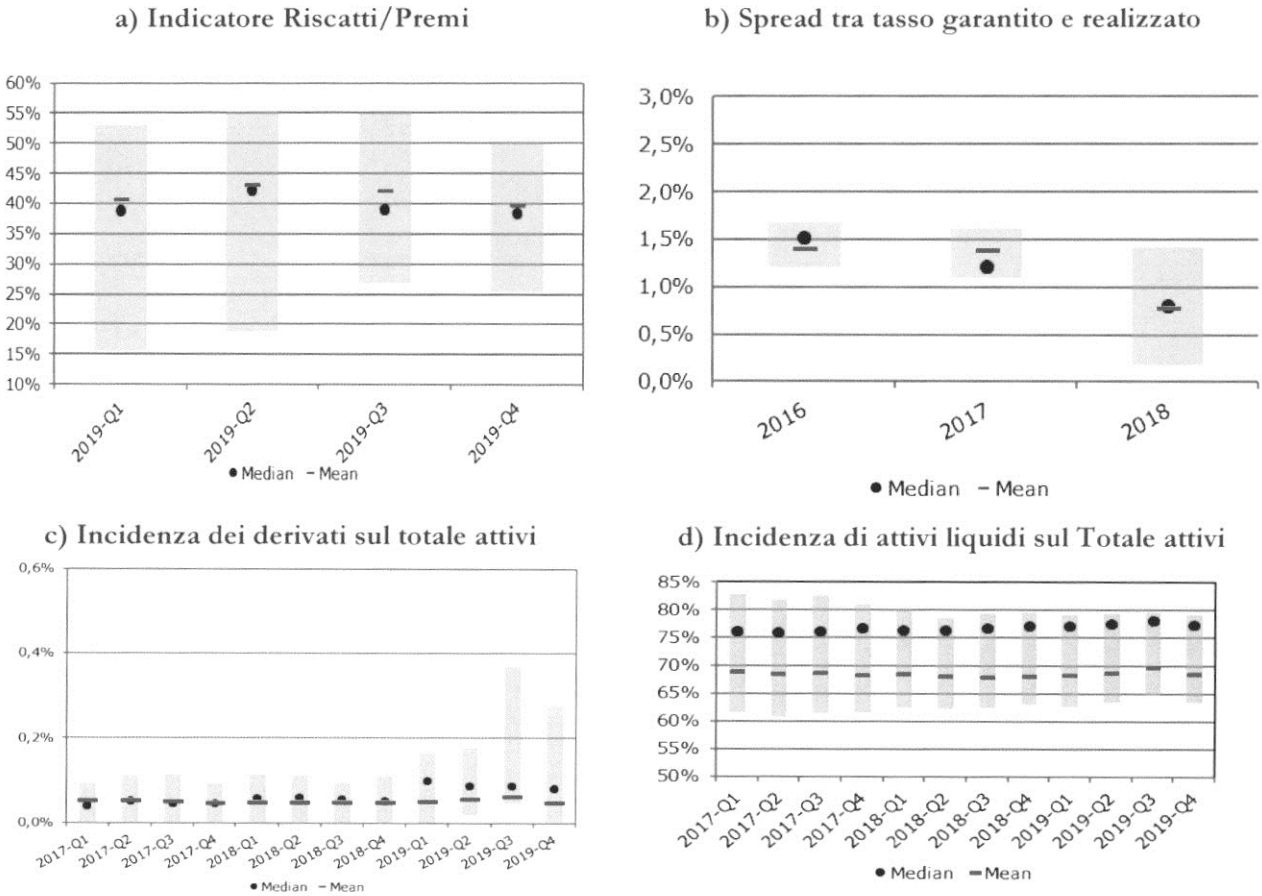 a) Indicatore Riscatti/Premi
60%
55%
50%
45%
40%
35%
30%
25%
20%
15%
10%
2019-Q1
2019-Q2
2019-Q3
2019-Q4
Median
Mean
b) Spread tra tasso garantito e realizzato
3,0%
2,5%
2,0%
1,5%
1,0%
0,5%
0,0%
2016
2017
2018
Median
Mean
c) Incidenza dei derivati sul totale attivi
0,6%
0,4%
0,2%
0,0%
2017-Q1
2017-Q2
2017-Q3
2017-Q4
2018-Q1
2018-Q2
2018-Q3
2018-Q4
2019-Q1
2019-Q2
2019-Q3
2019-Q4
Median
Mean
d) Incidenza di attivi liquidi sul Totale attivi
85%
80%
75%
70%
65%
60%
55%
50%
2017-Q1
2017-Q2
2017-Q3
2017-Q4
2018-Q1
2018-Q2
2018-Q3
2018-Q4
2019-Q1
2019-Q2
2019-Q3
2019-Q4
Median
Mean